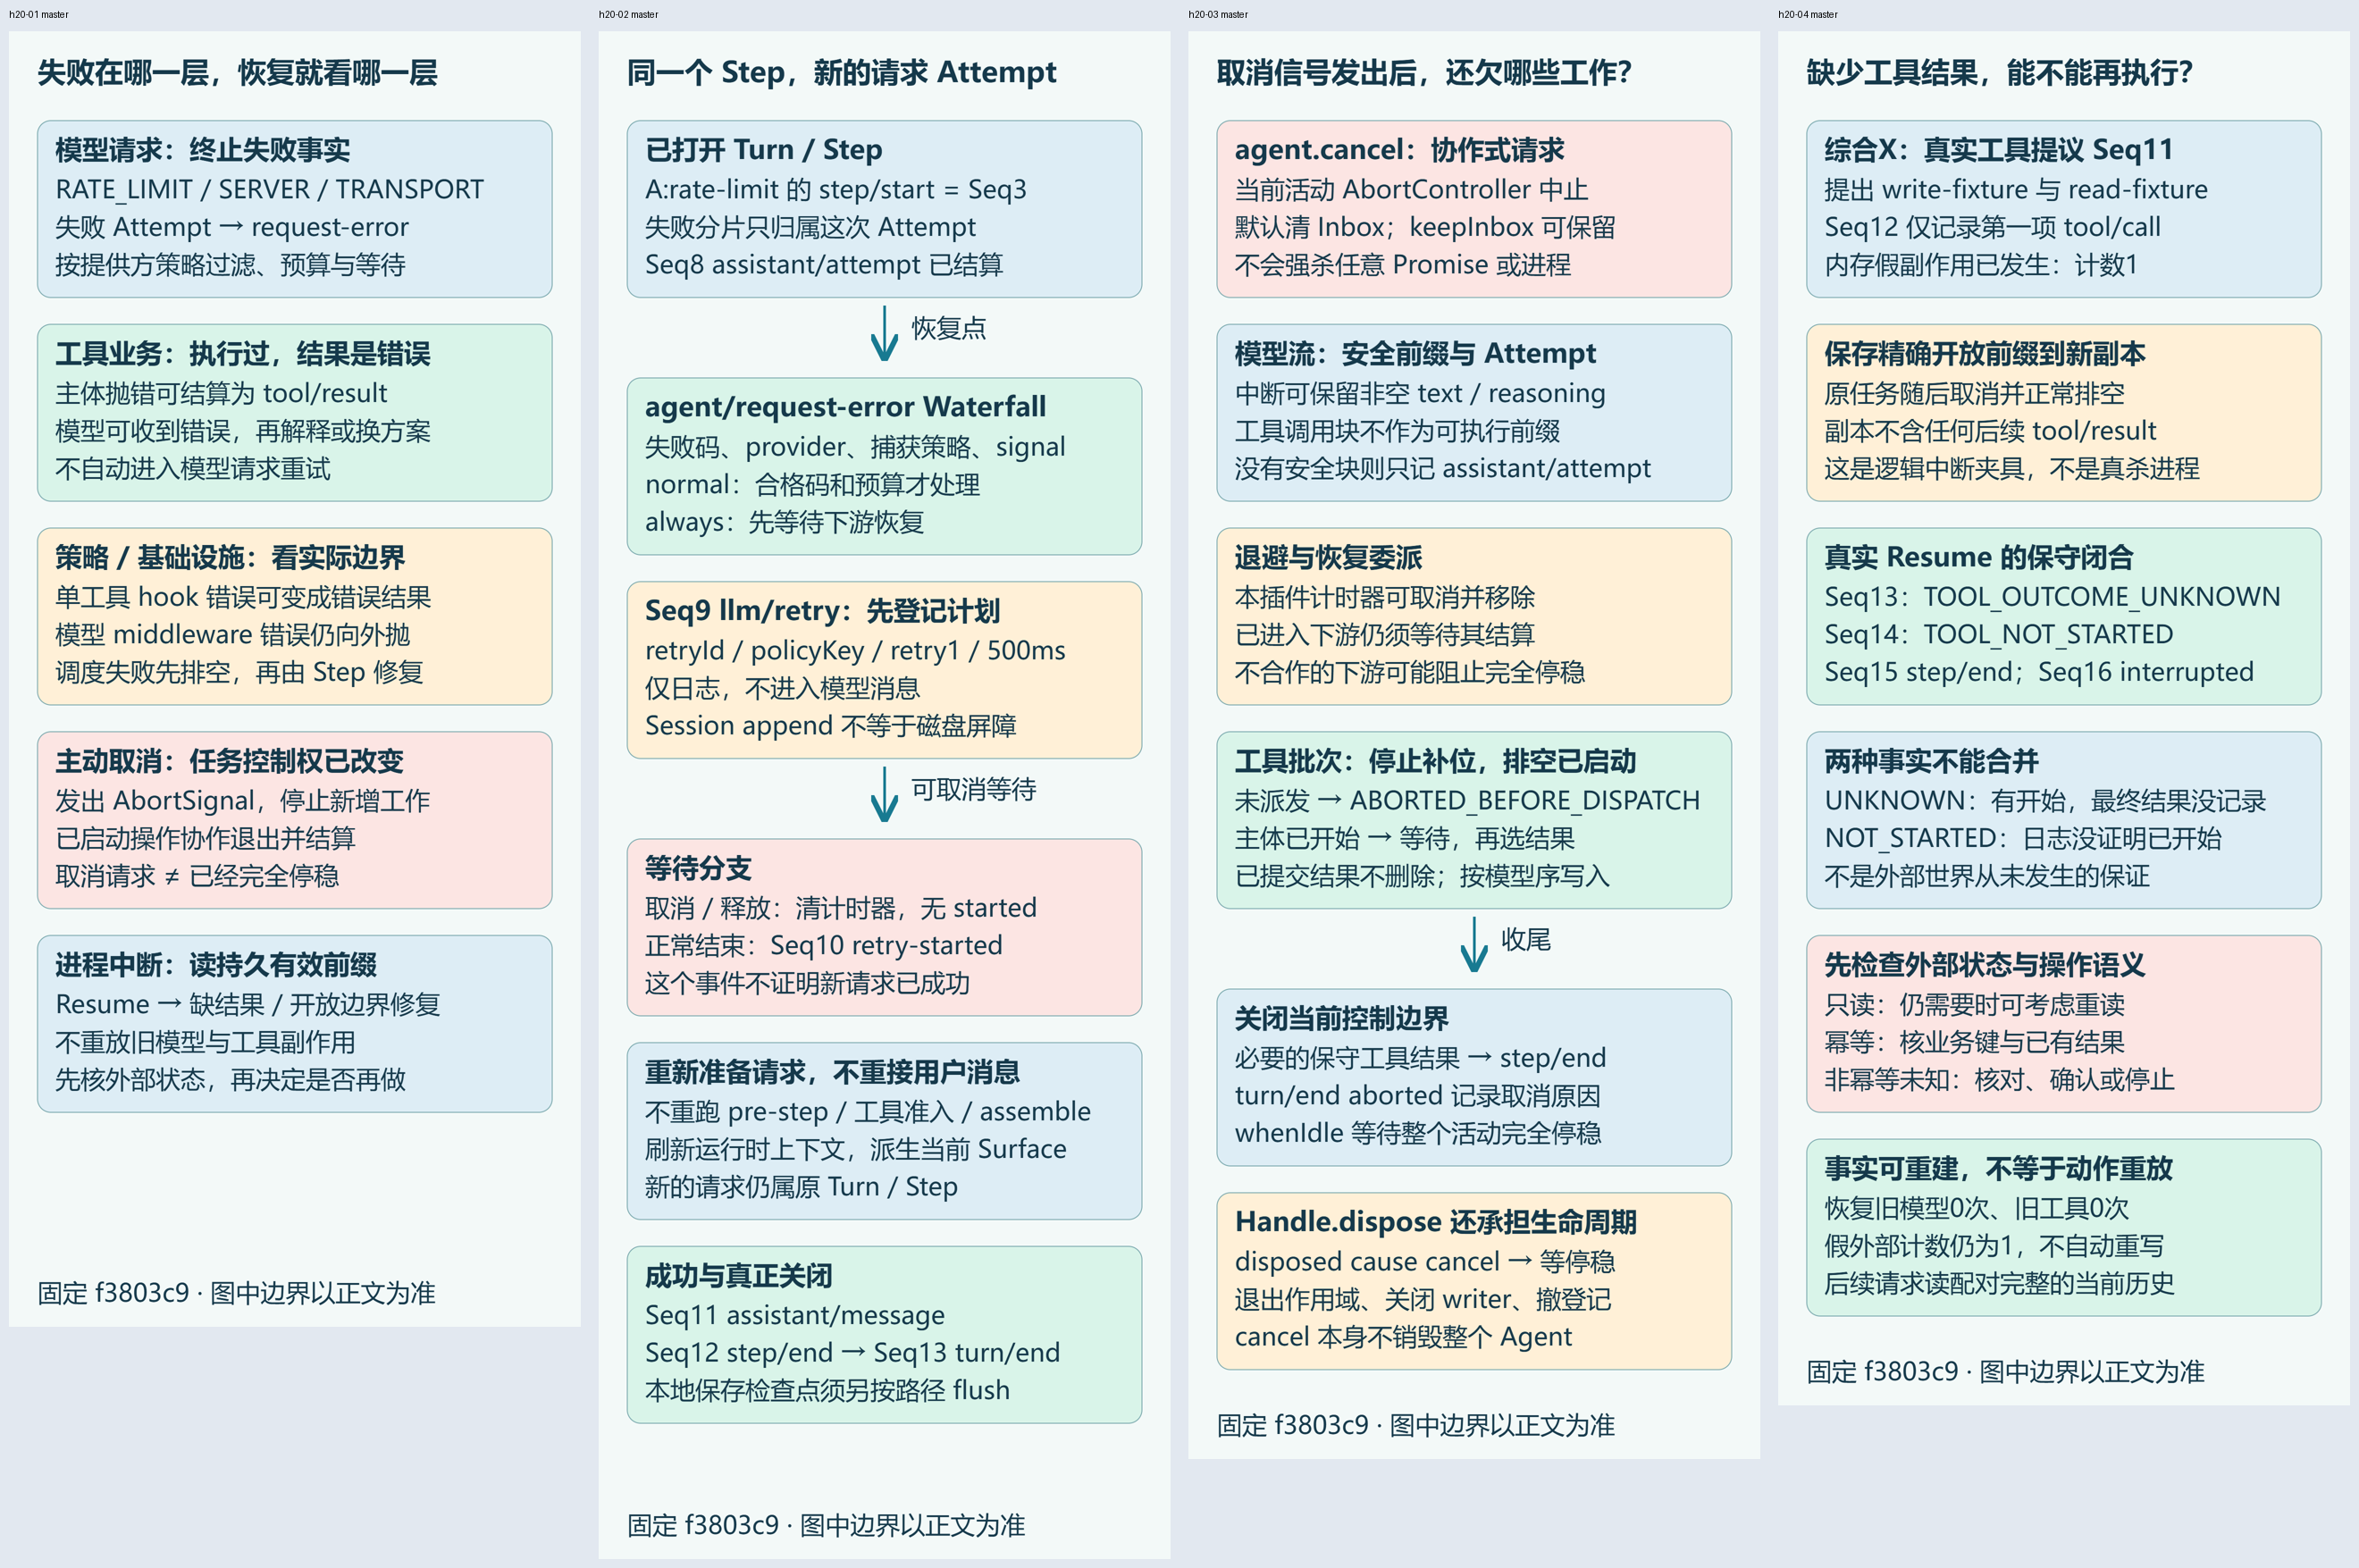 h20-01 master
失败在哪一层，恢复就看哪一层
模型请求：终止失败事实
RATE_LIMIT / SERVER / TRANSPORT
失败 Attempt → request-error
按提供方策略过滤、预算与等待
工具业务：执行过，结果是错误
主体抛错可结算为 tool/result
模型可收到错误，再解释或换方案
不自动进入模型请求重试
策略 / 基础设施：看实际边界
单工具 hook 错误可变成错误结果
模型 middleware 错误仍向外抛
调度失败先排空，再由 Step 修复
主动取消：任务控制权已改变
发出 AbortSignal，停止新增工作
已启动操作协作退出并结算
取消请求 ≠ 已经完全停稳
进程中断：读持久有效前缀
Resume → 缺结果 / 开放边界修复
不重放旧模型与工具副作用
先核外部状态，再决定是否再做
固定 f3803c9 · 图中边界以正文为准
h20-02 master
同一个 Step，新的请求 Attempt
已打开 Turn / Step
A:rate-limit 的 step/start = Seq3
失败分片只归属这次 Attempt
Seq8 assistant/attempt 已结算
恢复点
agent/request-error Waterfall
失败码、provider、捕获策略、signal
normal：合格码和预算才处理
always：先等待下游恢复
Seq9 llm/retry：先登记计划
retryId / policyKey / retry1 / 500ms
仅日志，不进入模型消息
Session append 不等于磁盘屏障
可取消等待
等待分支
取消 / 释放：清计时器，无 started
正常结束：Seq10 retry-started
这个事件不证明新请求已成功
重新准备请求，不重接用户消息
不重跑 pre-step / 工具准入 / assemble
刷新运行时上下文，派生当前 Surface
新的请求仍属原 Turn / Step
成功与真正关闭
Seq11 assistant/message
Seq12 step/end → Seq13 turn/end
本地保存检查点须另按路径 flush
固定 f3803c9 · 图中边界以正文为准
h20-03 master
取消信号发出后，还欠哪些工作？
agent.cancel：协作式请求
当前活动 AbortController 中止
默认清 Inbox；keepInbox 可保留
不会强杀任意 Promise 或进程
模型流：安全前缀与 Attempt
中断可保留非空 text / reasoning
工具调用块不作为可执行前缀
没有安全块则只记 assistant/attempt
退避与恢复委派
本插件计时器可取消并移除
已进入下游仍须等待其结算
不合作的下游可能阻止完全停稳
工具批次：停止补位，排空已启动
未派发 → ABORTED_BEFORE_DISPATCH
主体已开始 → 等待，再选结果
已提交结果不删除；按模型序写入
收尾
关闭当前控制边界
必要的保守工具结果 → step/end
turn/end aborted 记录取消原因
whenIdle 等待整个活动完全停稳
Handle.dispose 还承担生命周期
disposed cause cancel → 等停稳
退出作用域、关闭 writer、撤登记
cancel 本身不销毁整个 Agent
固定 f3803c9 · 图中边界以正文为准
h20-04 master
缺少工具结果，能不能再执行？
综合X：真实工具提议 Seq11
提出 write-fixture 与 read-fixture
Seq12 仅记录第一项 tool/call
内存假副作用已发生：计数1
保存精确开放前缀到新副本
原任务随后取消并正常排空
副本不含任何后续 tool/result
这是逻辑中断夹具，不是真杀进程
真实 Resume 的保守闭合
Seq13：TOOL_OUTCOME_UNKNOWN
Seq14：TOOL_NOT_STARTED
Seq15 step/end；Seq16 interrupted
两种事实不能合并
UNKNOWN：有开始，最终结果没记录
NOT_STARTED：日志没证明已开始
不是外部世界从未发生的保证
先检查外部状态与操作语义
只读：仍需要时可考虑重读
幂等：核业务键与已有结果
非幂等未知：核对、确认或停止
事实可重建，不等于动作重放
恢复旧模型0次、旧工具0次
假外部计数仍为1，不自动重写
后续请求读配对完整的当前历史
固定 f3803c9 · 图中边界以正文为准